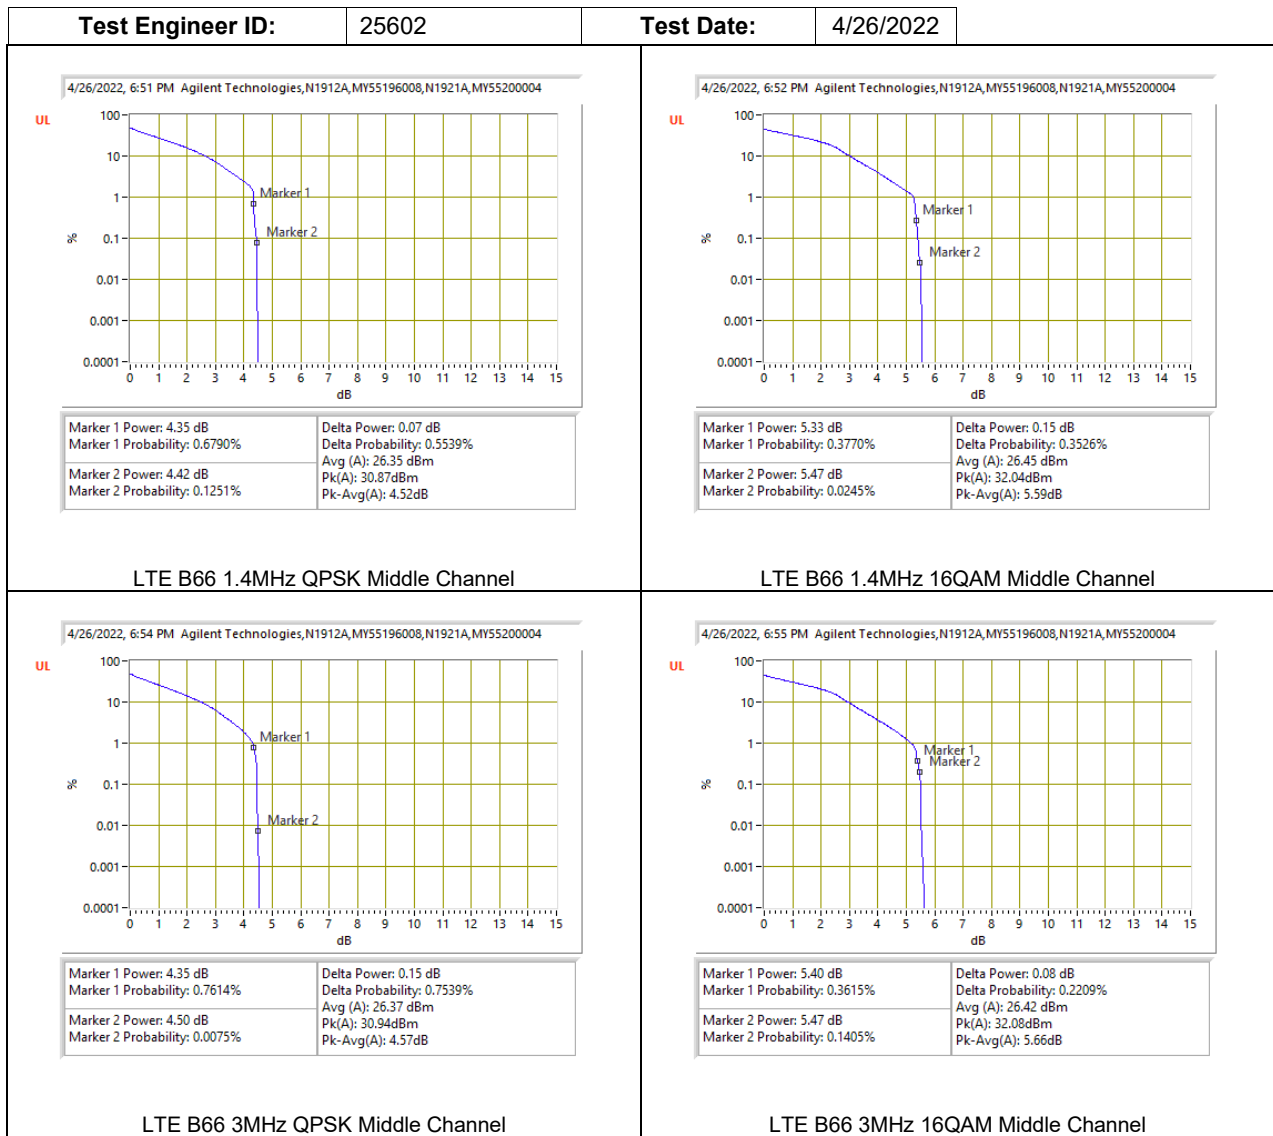 Test Engineer ID: 25602 Test Date: 4/26/2022
4/26/2022, 6:51 PM Agilent Technologies,N1912A,MY55196008,N1921A,MY55200004
UL
100
10
1
0.1
0.01
0.001
0.0001
%
Marker 1
Marker 2
0 1 2 3 4 5 6 7 8 9 10 11 12 13 14 15
dB
Marker 1 Power: 4.35 dB
Marker 1 Probability: 0.6790%
Marker 2 Power: 4.42 dB
Marker 2 Probability: 0.1251%
Delta Power: 0.07 dB
Delta Probability: 0.5539%
Avg (A): 26.35 dBm
Pk(A): 30.87dBm
Pk-Avg(A): 4.52dB
LTE B66 1.4MHz QPSK Middle Channel
4/26/2022, 6:52 PM Agilent Technologies,N1912A,MY55196008,N1921A,MY55200004
UL
100
10
1
0.1
0.01
0.001
0.0001
%
Marker 1
Marker 2
0 1 2 3 4 5 6 7 8 9 10 11 12 13 14 15
dB
Marker 1 Power: 5.33 dB
Marker 1 Probability: 0.3770%
Marker 2 Power: 5.47 dB
Marker 2 Probability: 0.0245%
Delta Power: 0.15 dB
Delta Probability: 0.3526%
Avg (A): 26.45 dBm
Pk(A): 32.04dBm
Pk-Avg(A): 5.59dB
LTE B66 1.4MHz 16QAM Middle Channel
4/26/2022, 6:54 PM Agilent Technologies,N1912A,MY55196008,N1921A,MY55200004
UL
100
10
1
0.1
0.01
0.001
0.0001
%
Marker 1
Marker 2
0 1 2 3 4 5 6 7 8 9 10 11 12 13 14 15
dB
Marker 1 Power: 4.35 dB
Marker 1 Probability: 0.7614%
Marker 2 Power: 4.50 dB
Marker 2 Probability: 0.0075%
Delta Power: 0.15 dB
Delta Probability: 0.7539%
Avg (A): 26.37 dBm
Pk(A): 30.94dBm
Pk-Avg(A): 4.57dB
LTE B66 3MHz QPSK Middle Channel
4/26/2022, 6:55 PM Agilent Technologies,N1912A,MY55196008,N1921A,MY55200004
UL
100
10
1
0.1
0.01
0.001
0.0001
%
Marker 1
Marker 2
0 1 2 3 4 5 6 7 8 9 10 11 12 13 14 15
dB
Marker 1 Power: 5.40 dB
Marker 1 Probability: 0.3615%
Marker 2 Power: 5.47 dB
Marker 2 Probability: 0.1405%
Delta Power: 0.08 dB
Delta Probability: 0.2209%
Avg (A): 26.42 dBm
Pk(A): 32.08dBm
Pk-Avg(A): 5.66dB
LTE B66 3MHz 16QAM Middle Channel